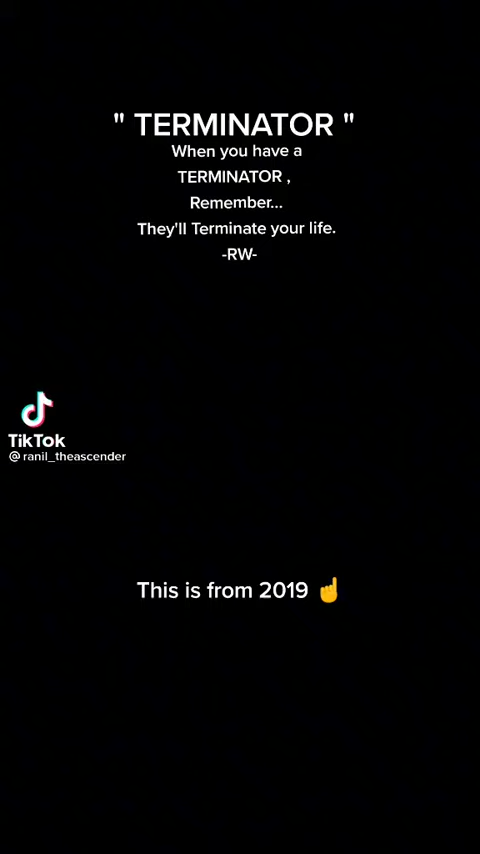 " TERMINATOR "
When you have a
TERMINATOR ,
Remember...
They'll Terminate your life.
-RW-
TikTok
@ ranil_theascender
This is from 2019 ☝